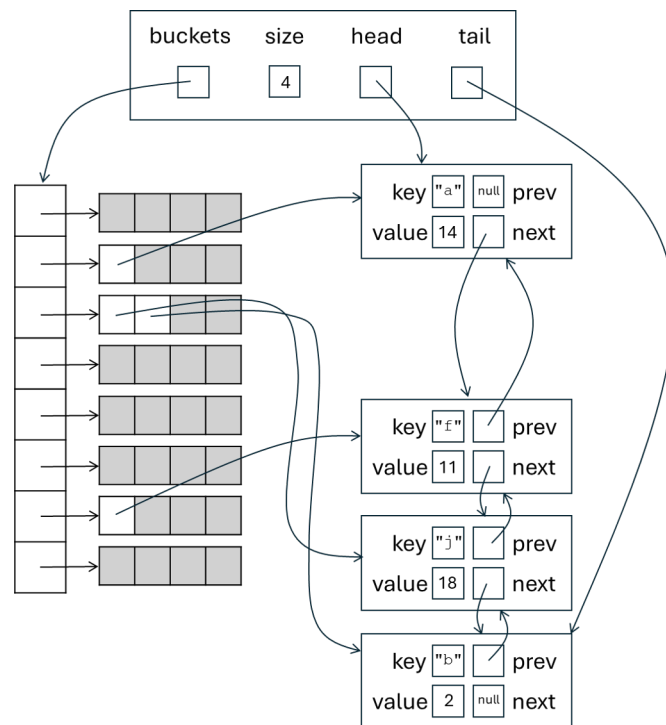 buckets size head tail
4
key "a" null prev
value 14 next
key "f" prev
value 11 next
key "j" prev
value 18 next
key "b" prev
value 2 null next